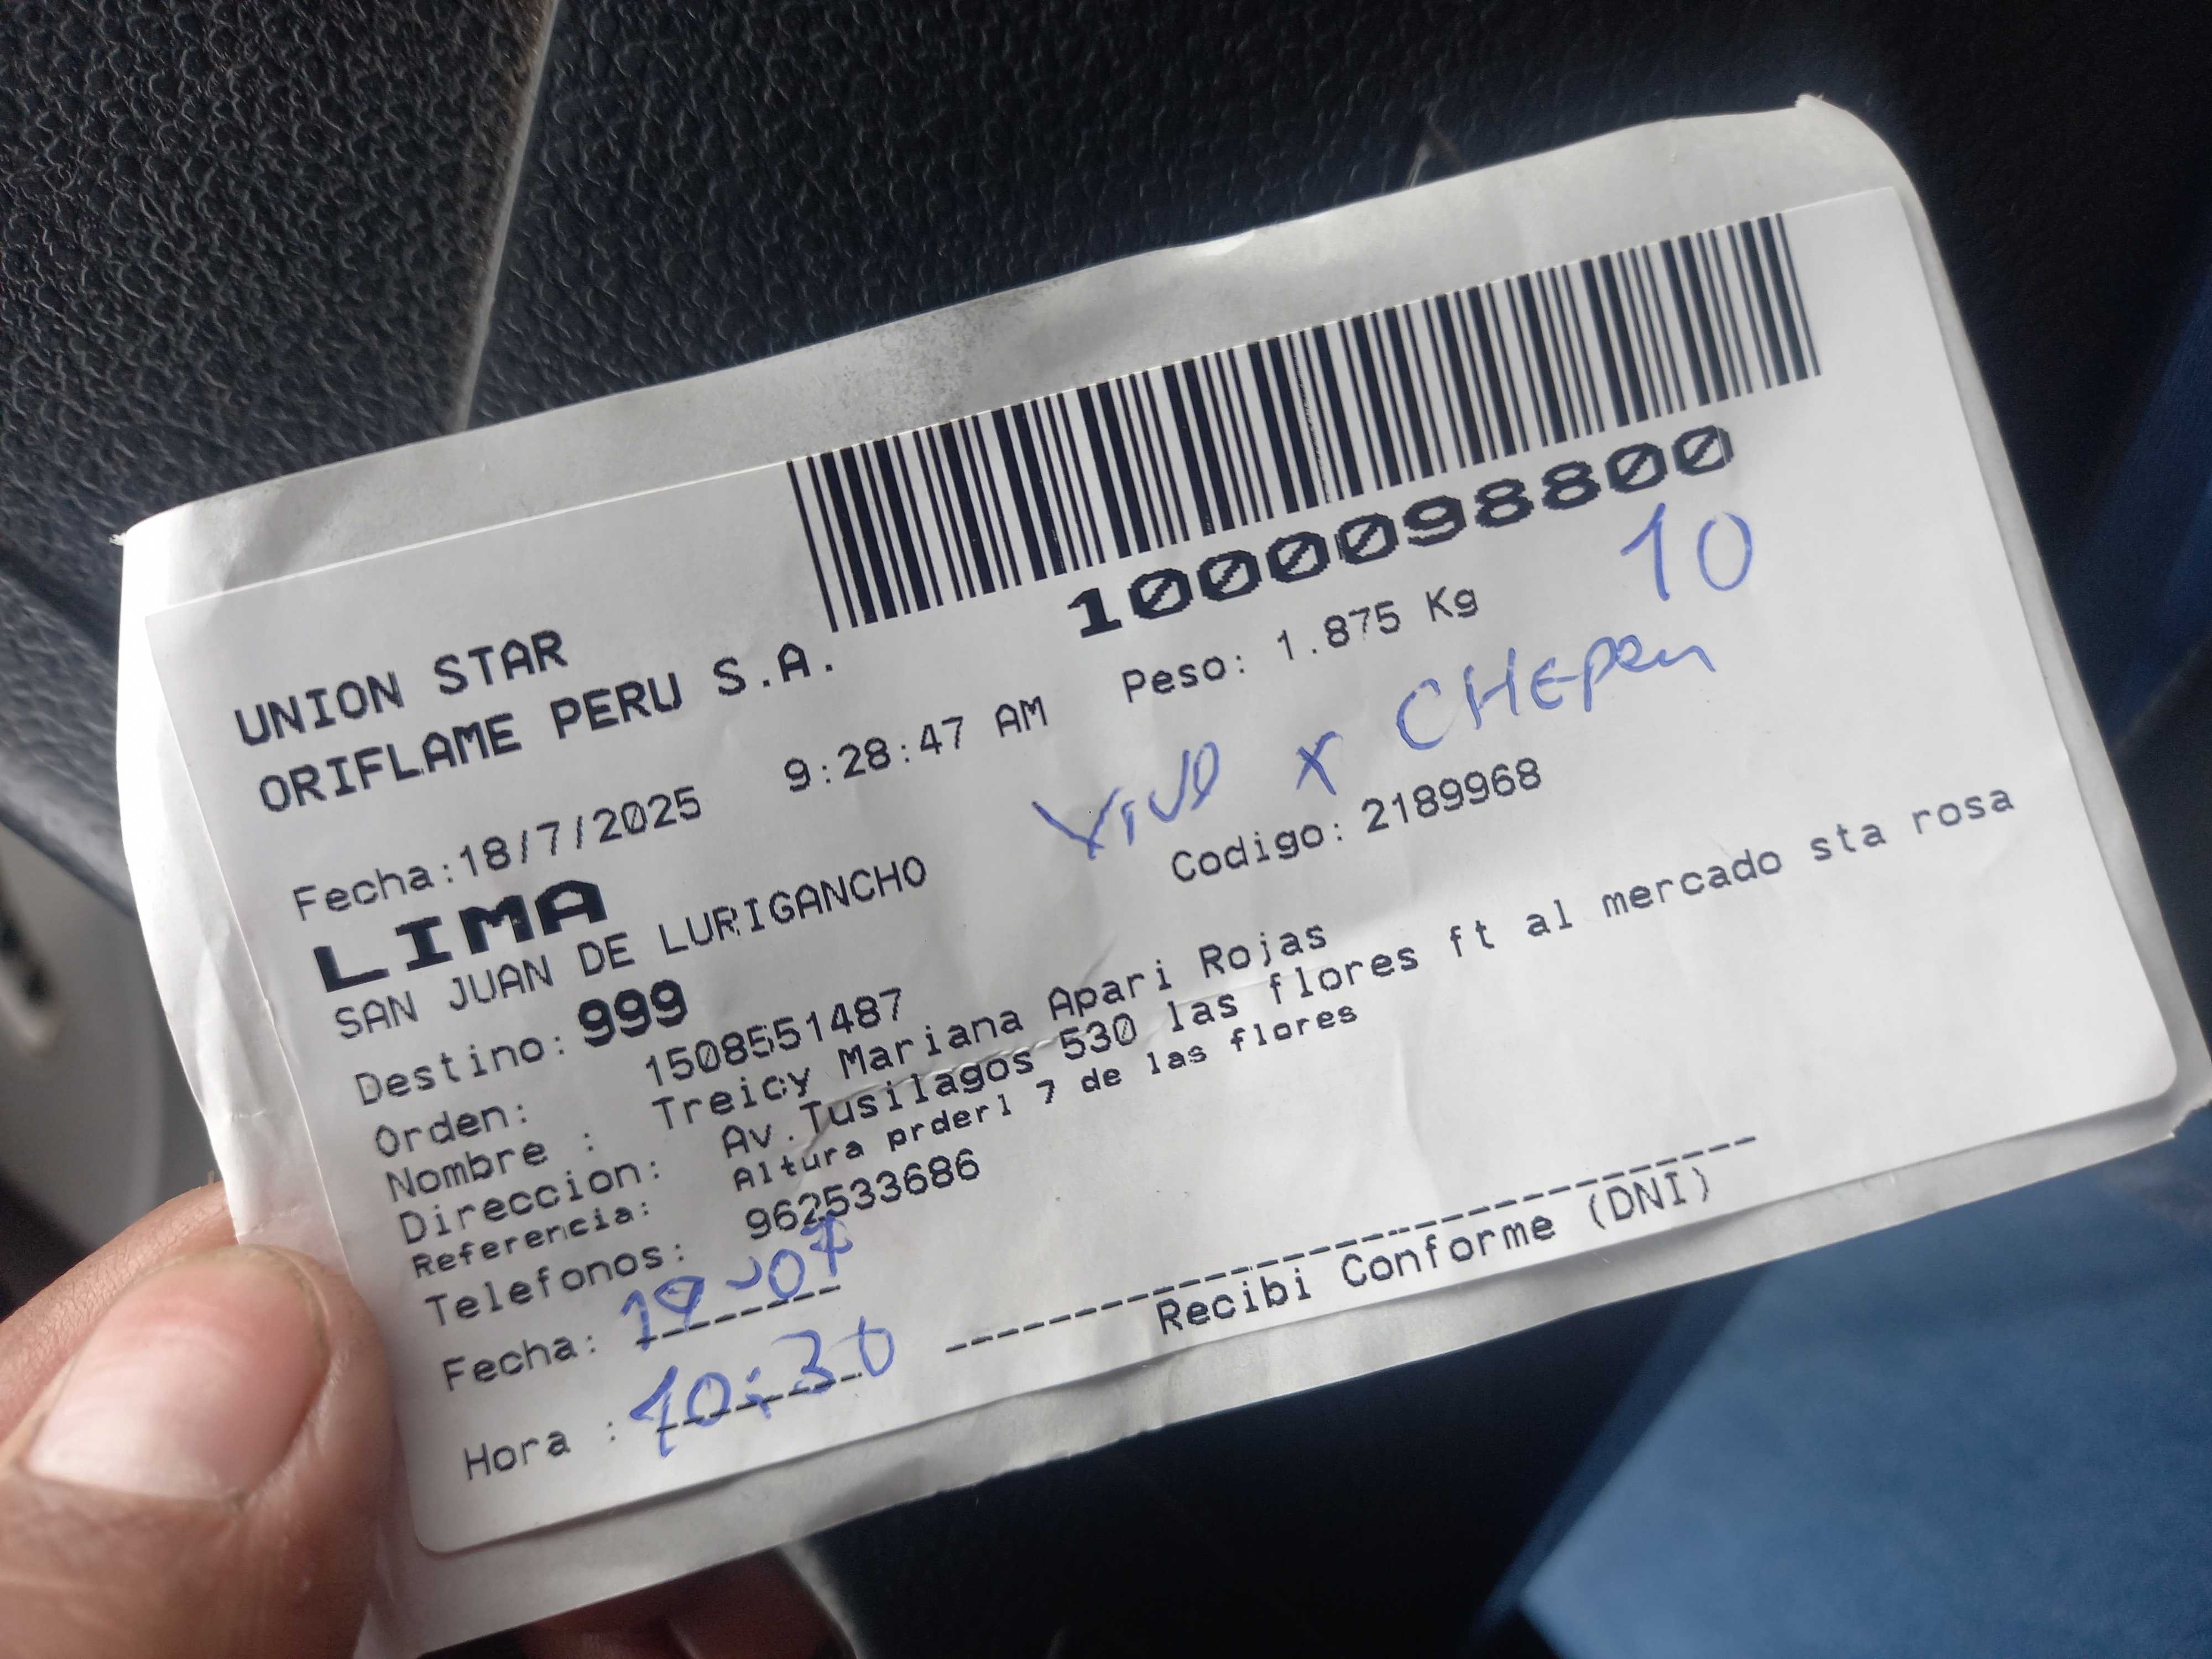 1000098800
UNION STAR
ORIFLAME PERU S.A.
Fecha:18/7/2025 9:28:47 AM Peso: 1.875 Kg 10
LIMA VIVE x CHEPEN
SAN JUAN DE LURIGANCHO Codigo: 2189968
Destino: 999
Orden: 1508551487
Nombre : Treicy Mariana Apari Rojas
Direccion: Av.Tusilagos 530 las flores ft al mercado sta rosa
Referencia: Altura prderl 7 de las flores
Telefonos: 962533686
Fecha: 19-07
Hora : 10:30
Recibi Conforme (DNI)